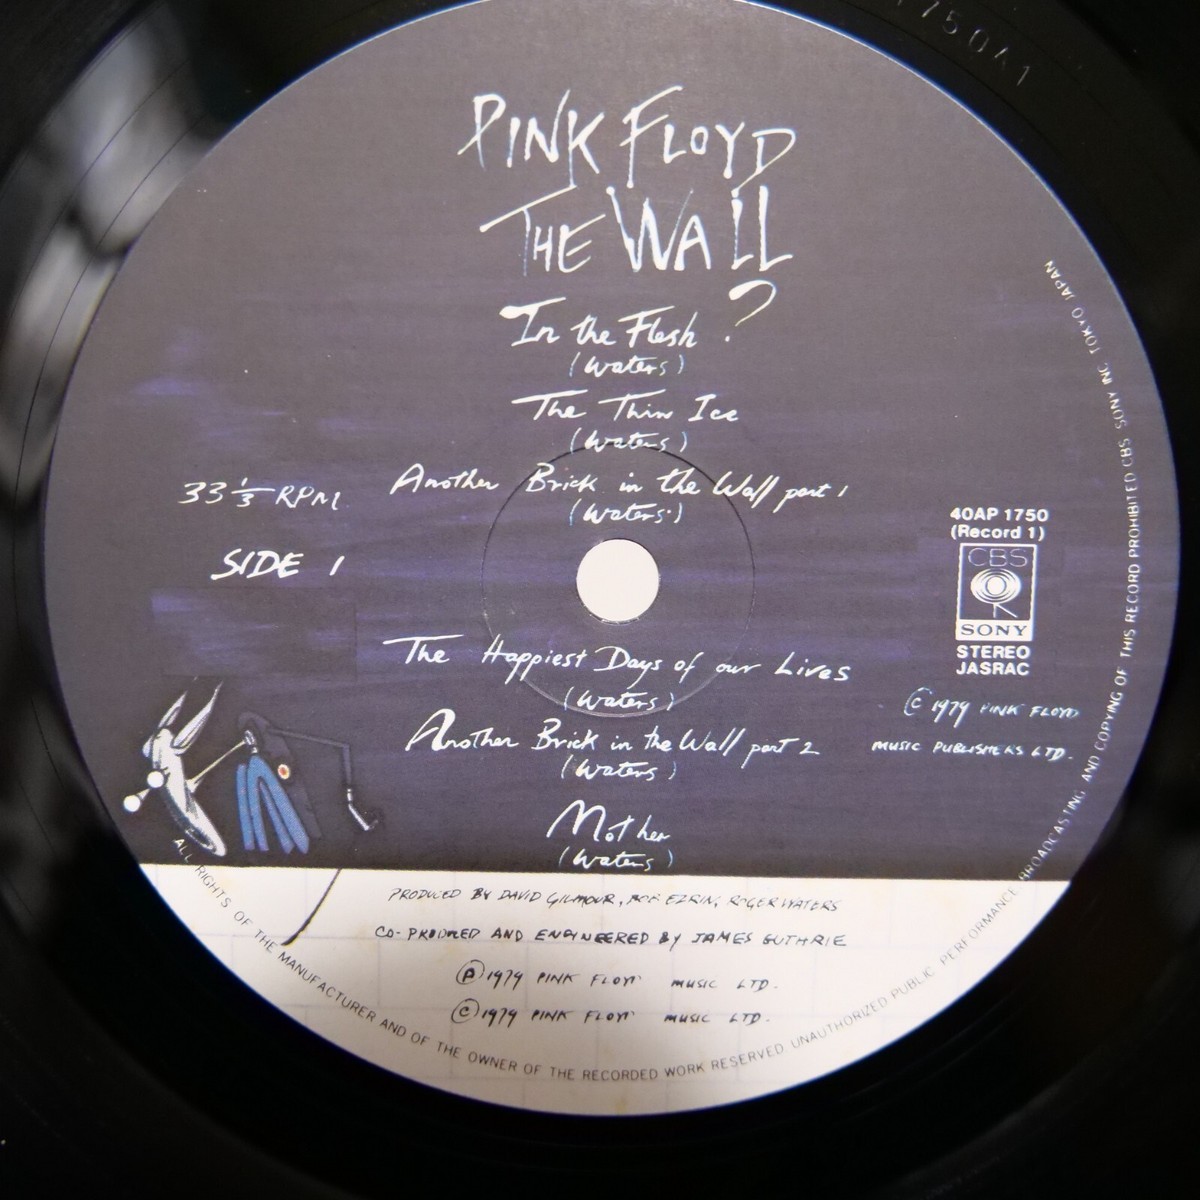 1750A1
PINK FLOYD
THE WALL
In the Flesh ?
(Waters)
The Thin Ice
(Waters)
Another Brick in the Wall part 1
(Waters)
33 1/3 RPM
SIDE 1
40AP 1750
(Record 1)
CBS
SONY
STEREO
JASRAC
The Happiest Days of our Lives
(Waters)
Another Brick in the Wall part 2
(Waters)
Mother
(Waters)
© 1979 PINK FLOYD
MUSIC PUBLISHERS LTD.
PRODUCED BY DAVID GILMOUR, BOB EZRIN, ROGER WATERS
CO-PRODUCED AND ENGINEERED BY JAMES GUTHRIE
Ⓟ 1979 PINK FLOYD MUSIC LTD.
© 1979 PINK FLOYD MUSIC LTD.
ALL RIGHTS OF THE MANUFACTURER AND OF THE OWNER OF THE RECORDED WORK RESERVED UNAUTHORIZED PUBLIC PERFORMANCE BROADCASTING AND COPYING OF THIS RECORD PROHIBITED CBS SONY INC. TOKYO JAPAN